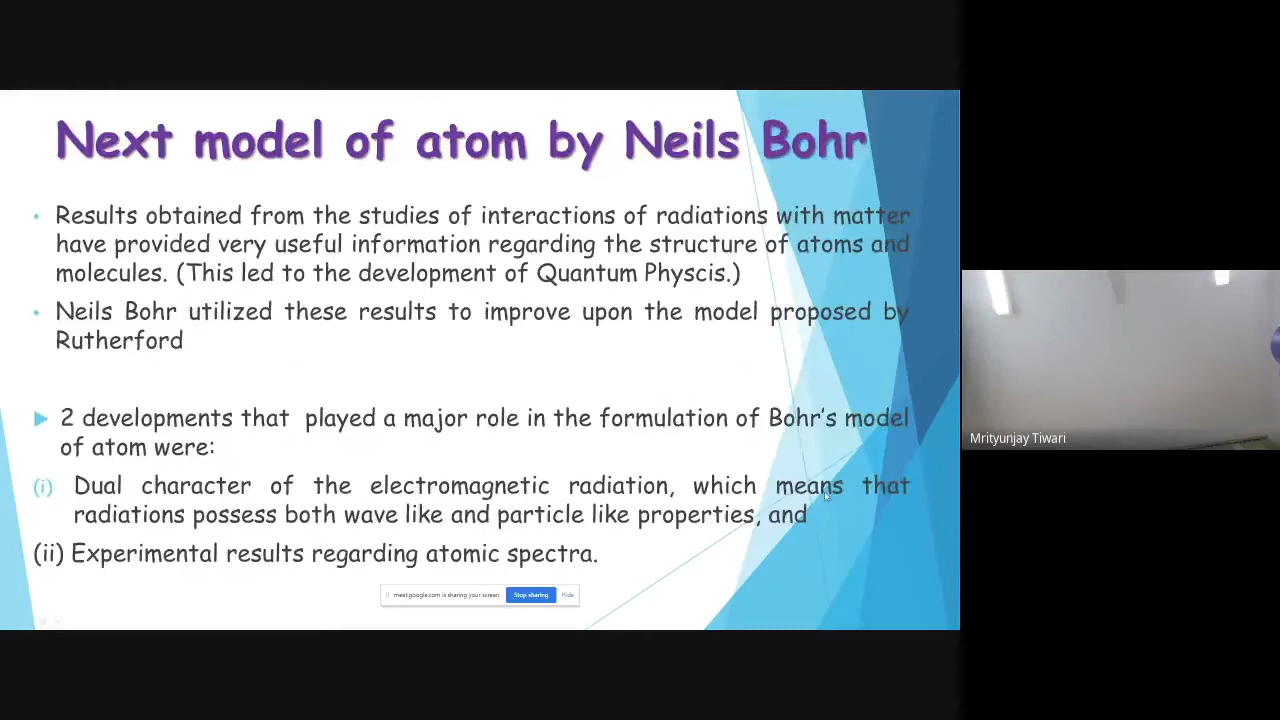 Next model of atom by Neils Bohr
• Results obtained from the studies of interactions of radiations with matter
have provided very useful information regarding the structure of atoms and
molecules. (This led to the development of Quantum Physcis.)
• Neils Bohr utilized these results to improve upon the model proposed by
Rutherford
2 developments that played a major role in the formulation of Bohr's model
of atom were:
(i) Dual character of the electromagnetic radiation, which means that
radiations possess both wave like and particle like properties, and
(ii) Experimental results regarding atomic spectra.
meet.google.com is sharing your screen. Stop sharing Hide
Mrityunjay Tiwari